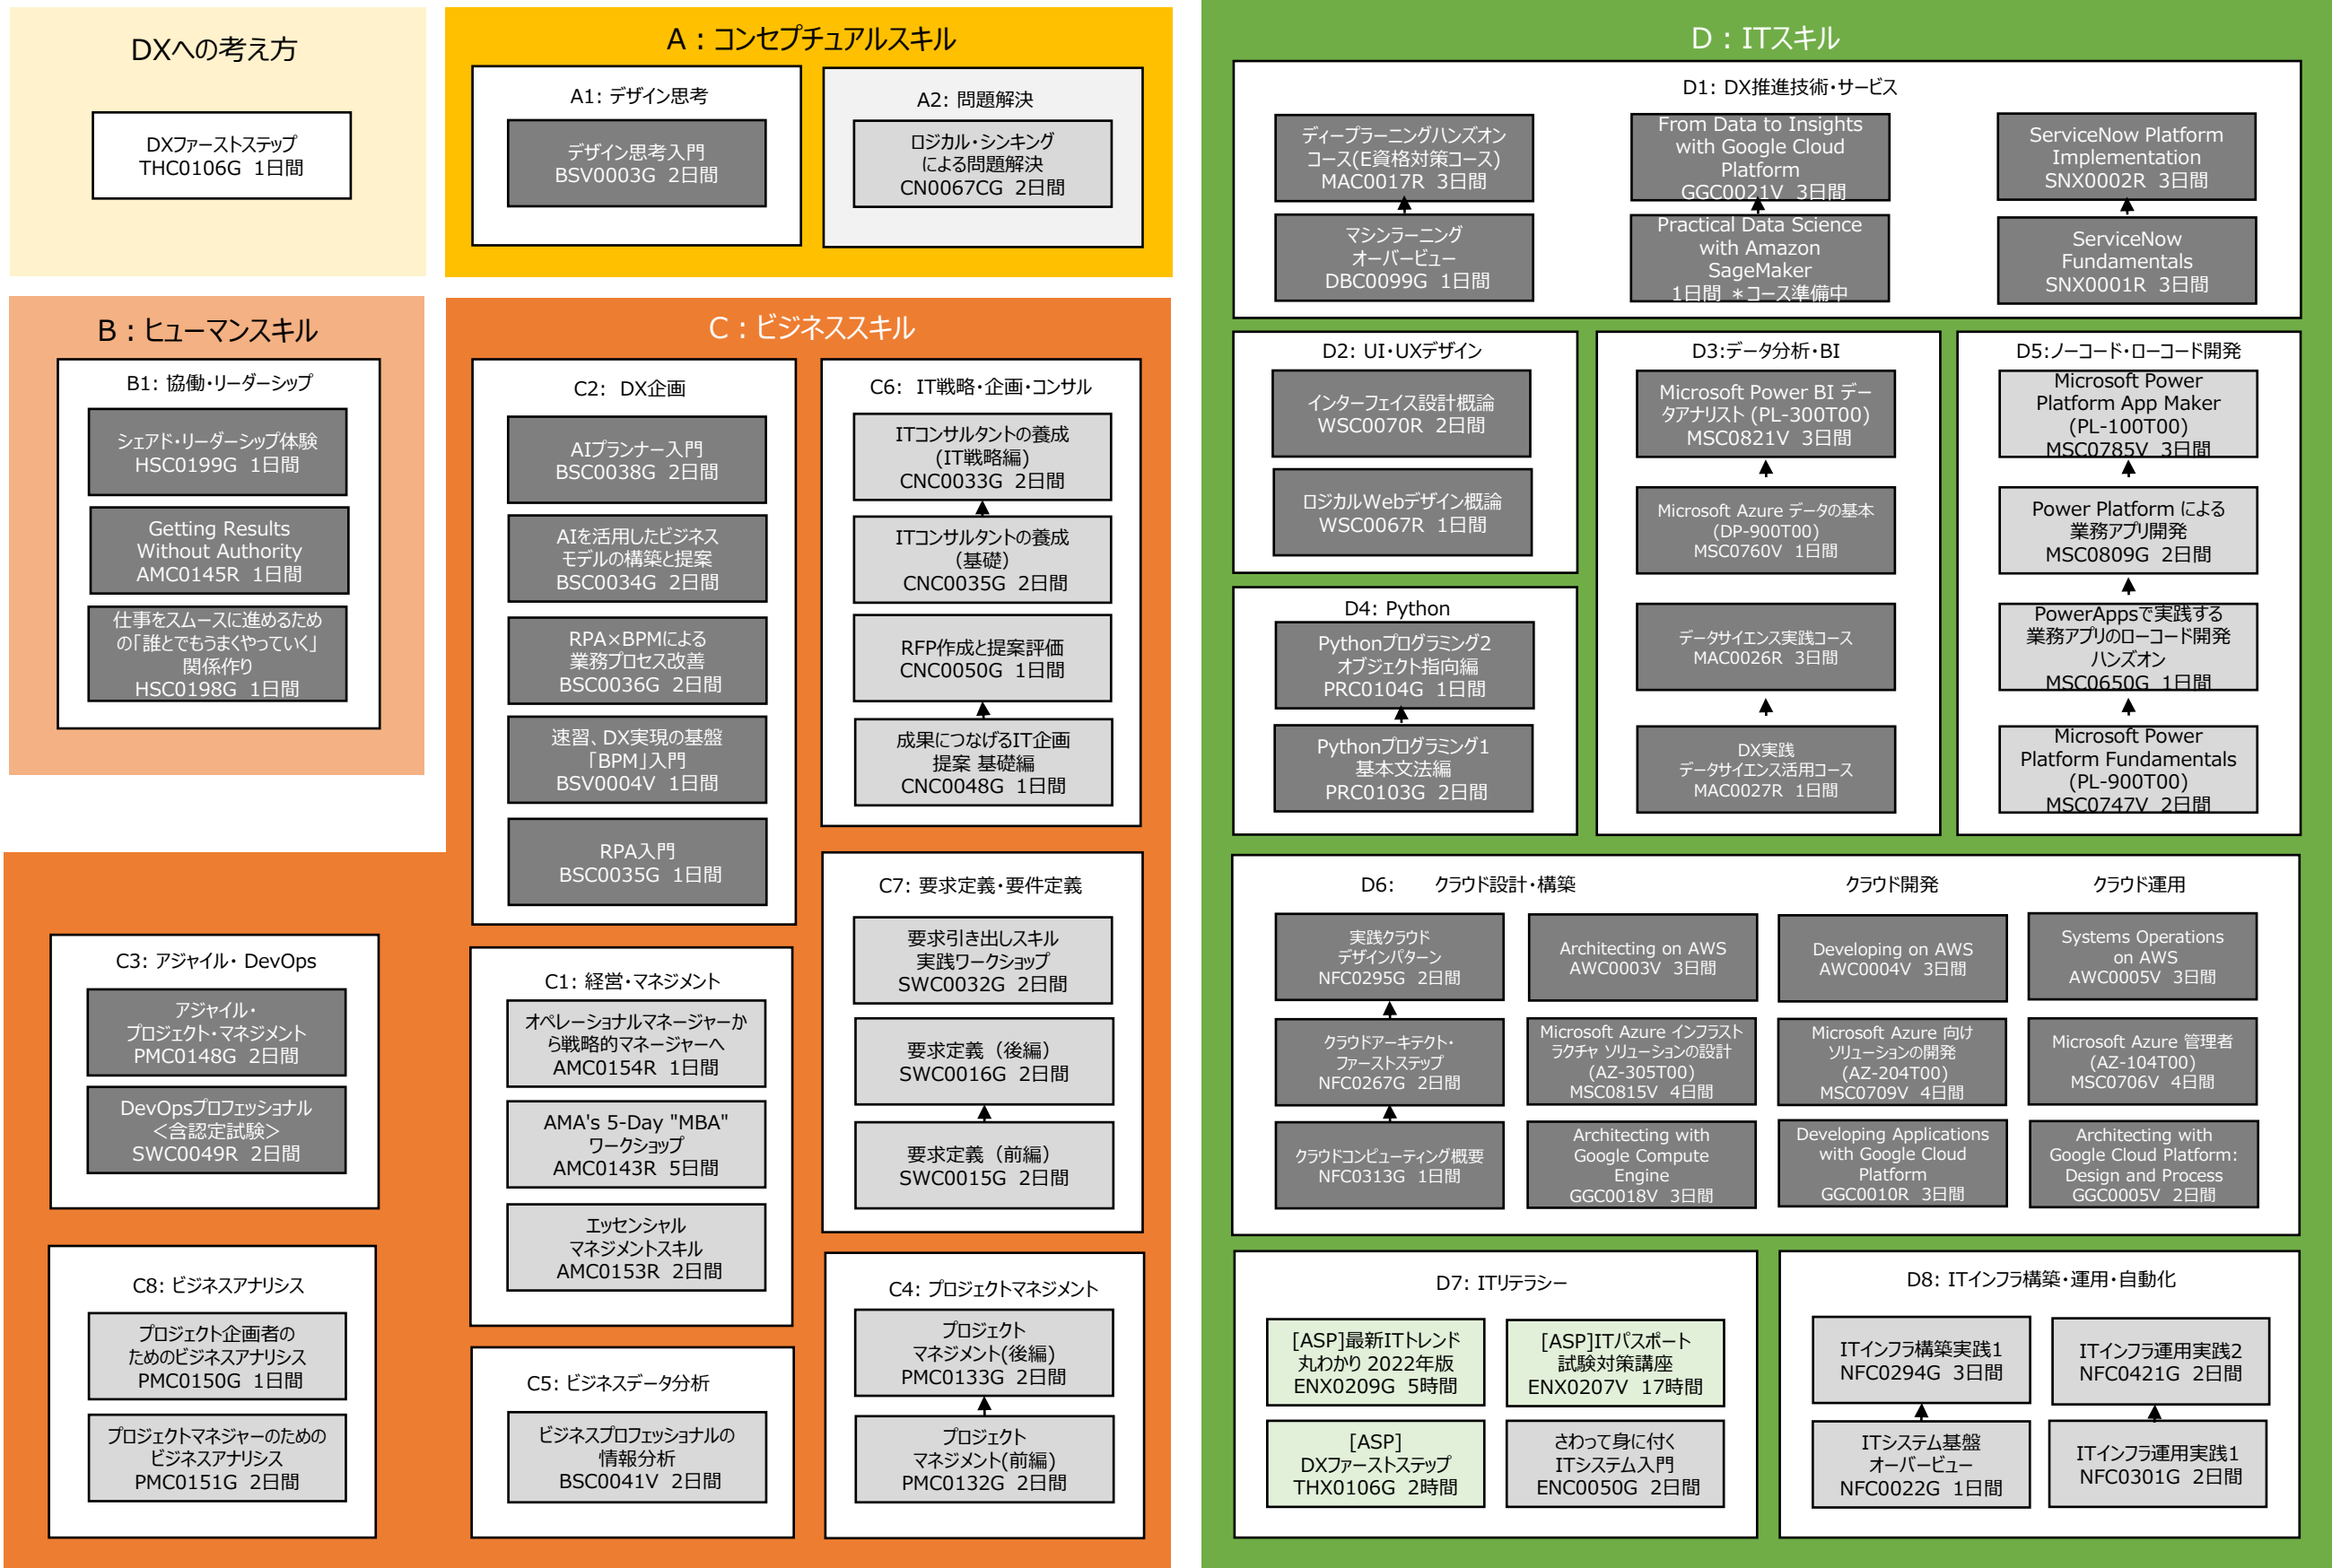 DXへの考え方
DXファーストステップ
THC0106G 1日間
A：コンセプチュアルスキル
A1: デザイン思考
デザイン思考入門
BSV0003G 2日間
A2: 問題解決
ロジカル・シンキング
による問題解決
CN0067CG 2日間
B：ヒューマンスキル
B1: 協働・リーダーシップ
シェアド・リーダーシップ体験
HSC0199G 1日間
Getting Results
Without Authority
AMC0145R 1日間
仕事をスムースに進めるため
の「誰とでもうまくやっていく」
関係作り
HSC0198G 1日間
C：ビジネススキル
C2: DX企画
AIプランナー入門
BSC0038G 2日間
AIを活用したビジネス
モデルの構築と提案
BSC0034G 2日間
RPA×BPMによる
業務プロセス改善
BSC0036G 2日間
速習、DX実現の基盤
「BPM」入門
BSV0004V 1日間
RPA入門
BSC0035G 1日間
C6: IT戦略・企画・コンサル
ITコンサルタントの養成
(IT戦略編)
CNC0033G 2日間
ITコンサルタントの養成
(基礎)
CNC0035G 2日間
RFP作成と提案評価
CNC0050G 1日間
成果につなげるIT企画
提案 基礎編
CNC0048G 1日間
C3: アジャイル・ DevOps
アジャイル・
プロジェクト・マネジメント
PMC0148G 2日間
DevOpsプロフェッショナル
＜含認定試験＞
SWC0049R 2日間
C8: ビジネスアナリシス
プロジェクト企画者の
ためのビジネスアナリシス
PMC0150G 1日間
プロジェクトマネジャーのための
ビジネスアナリシス
PMC0151G 2日間
C1: 経営・マネジメント
オペレーショナルマネージャーか
ら戦略的マネージャーへ
AMC0154R 1日間
AMA's 5-Day "MBA"
ワークショップ
AMC0143R 5日間
エッセンシャル
マネジメントスキル
AMC0153R 2日間
C5: ビジネスデータ分析
ビジネスプロフェッショナルの
情報分析
BSC0041V 2日間
C7: 要求定義・要件定義
要求引き出しスキル
実践ワークショップ
SWC0032G 2日間
要求定義（後編）
SWC0016G 2日間
要求定義（前編）
SWC0015G 2日間
C4: プロジェクトマネジメント
プロジェクト
マネジメント(後編)
PMC0133G 2日間
プロジェクト
マネジメント(前編)
PMC0132G 2日間
D：ITスキル
D1: DX推進技術・サービス
ディープラーニングハンズオン
コース(E資格対策コース)
MAC0017R 3日間
マシンラーニング
オーバービュー
DBC0099G 1日間
From Data to Insights
with Google Cloud
Platform
GGC0021V 3日間
Practical Data Science
with Amazon
SageMaker
1日間 ＊コース準備中
ServiceNow Platform
Implementation
SNX0002R 3日間
ServiceNow
Fundamentals
SNX0001R 3日間
D2: UI・UXデザイン
インターフェイス設計概論
WSC0070R 2日間
ロジカルWebデザイン概論
WSC0067R 1日間
D4: Python
Pythonプログラミング2
オブジェクト指向編
PRC0104G 1日間
Pythonプログラミング1
基本文法編
PRC0103G 2日間
D3:データ分析・BI
Microsoft Power BI デー
タアナリスト (PL-300T00)
MSC0821V 3日間
Microsoft Azure データの基本
(DP-900T00)
MSC0760V 1日間
データサイエンス実践コース
MAC0026R 3日間
DX実践
データサイエンス活用コース
MAC0027R 1日間
D5:ノーコード・ローコード開発
Microsoft Power
Platform App Maker
(PL-100T00)
MSC0785V 3日間
Power Platform による
業務アプリ開発
MSC0809G 2日間
PowerAppsで実践する
業務アプリのローコード開発
ハンズオン
MSC0650G 1日間
Microsoft Power
Platform Fundamentals
(PL-900T00)
MSC0747V 2日間
D6: クラウド設計・構築
実践クラウド
デザインパターン
NFC0295G 2日間
クラウドアーキテクト・
ファーストステップ
NFC0267G 2日間
クラウドコンピューティング概要
NFC0313G 1日間
Architecting on AWS
AWC0003V 3日間
Microsoft Azure インフラスト
ラクチャ ソリューションの設計
(AZ-305T00)
MSC0815V 4日間
Architecting with
Google Compute
Engine
GGC0018V 3日間
クラウド開発
Developing on AWS
AWC0004V 3日間
Microsoft Azure 向け
ソリューションの開発
(AZ-204T00)
MSC0709V 4日間
Developing Applications
with Google Cloud
Platform
GGC0010R 3日間
クラウド運用
Systems Operations
on AWS
AWC0005V 3日間
Microsoft Azure 管理者
(AZ-104T00)
MSC0706V 4日間
Architecting with
Google Cloud Platform:
Design and Process
GGC0005V 2日間
D7: ITリテラシー
[ASP]最新ITトレンド
丸わかり 2022年版
ENX0209G 5時間
[ASP]ITパスポート
試験対策講座
ENX0207V 17時間
[ASP]
DXファーストステップ
THX0106G 2時間
さわって身に付く
ITシステム入門
ENC0050G 2日間
D8: ITインフラ構築・運用・自動化
ITインフラ構築実践1
NFC0294G 3日間
ITインフラ運用実践2
NFC0421G 2日間
ITシステム基盤
オーバービュー
NFC0022G 1日間
ITインフラ運用実践1
NFC0301G 2日間